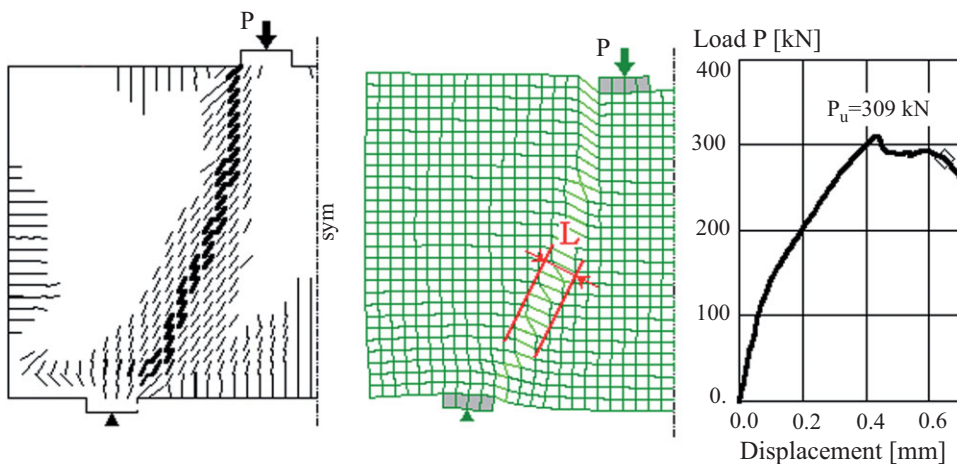 P
sym
P
L
Load P [kN]
400
300
200
100
0.
P_u=309 kN
0.0 0.2 0.4 0.6
Displacement [mm]